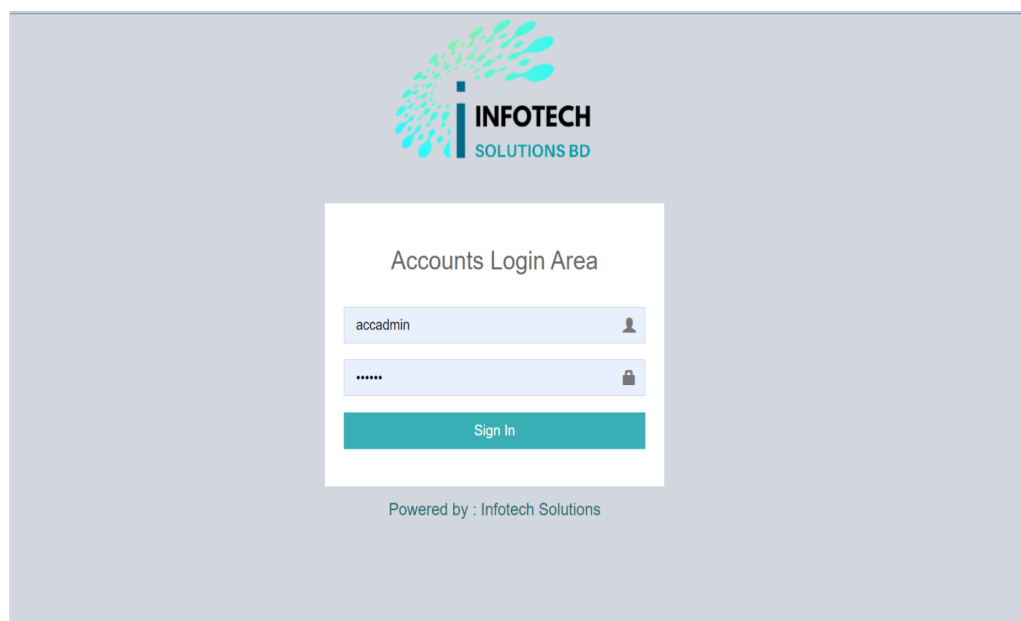 INFOTECH
SOLUTIONS BD
Accounts Login Area
accadmin
••••••
Sign In
Powered by : Infotech Solutions